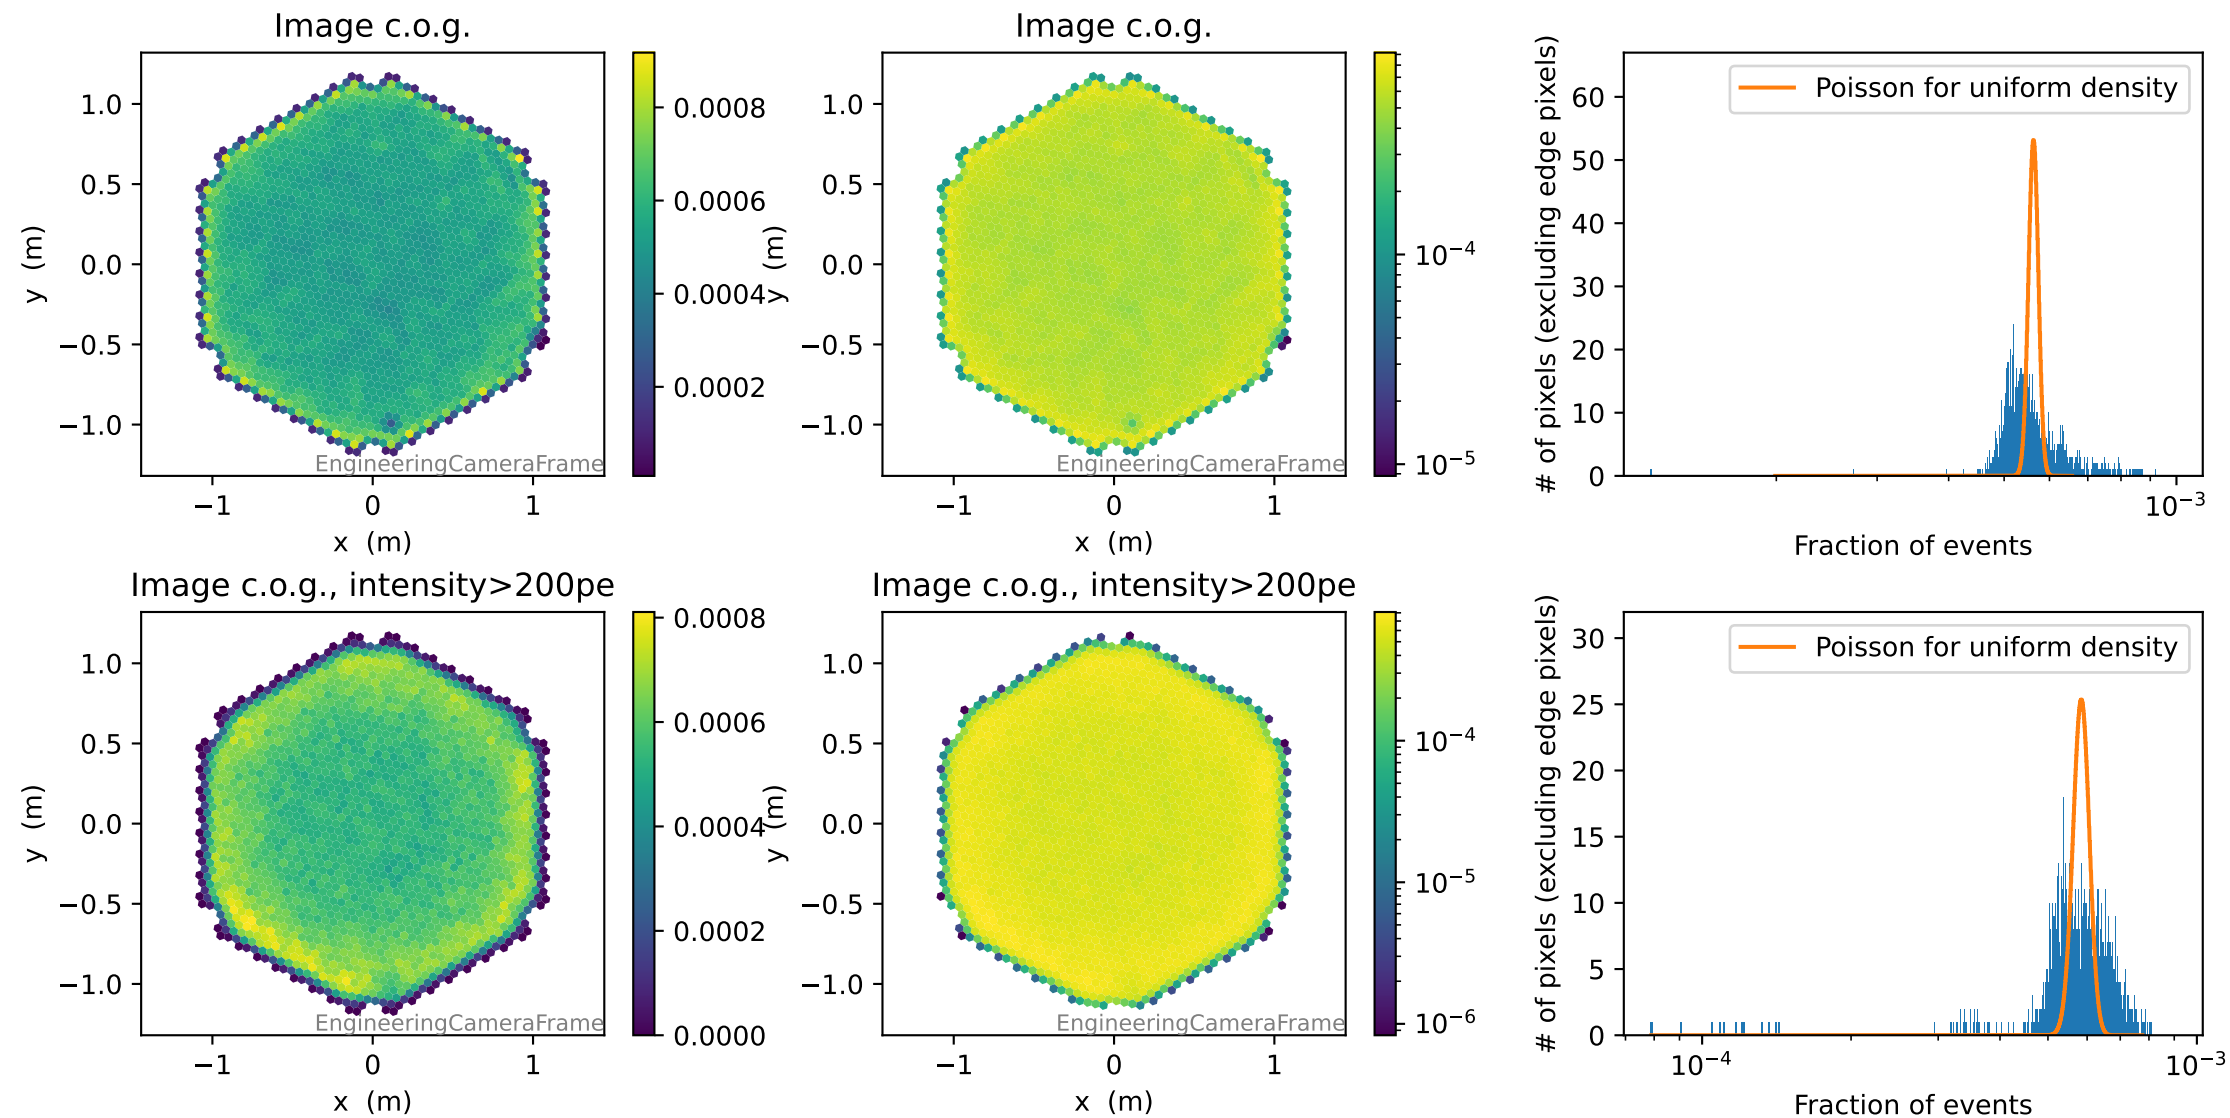 Image c.o.g.
1.0
0.5
0.0
−0.5
−1.0
y (m)
−1 0 1
x (m)
EngineeringCameraFrame
0.0008
0.0006
0.0004
0.0002
Image c.o.g.
1.0
0.5
0.0
−0.5
−1.0
y (m)
−1 0 1
x (m)
EngineeringCameraFrame
10−4
10−5
# of pixels (excluding edge pixels)
60
50
40
30
20
10
0
Poisson for uniform density
10−3
Fraction of events
Image c.o.g., intensity>200pe
1.0
0.5
0.0
−0.5
−1.0
y (m)
−1 0 1
x (m)
EngineeringCameraFrame
0.0008
0.0006
0.0004
0.0002
0.0000
Image c.o.g., intensity>200pe
1.0
0.5
0.0
−0.5
−1.0
y (m)
−1 0 1
x (m)
EngineeringCameraFrame
10−4
10−5
10−6
# of pixels (excluding edge pixels)
30
25
20
15
10
5
0
Poisson for uniform density
10−4 10−3
Fraction of events